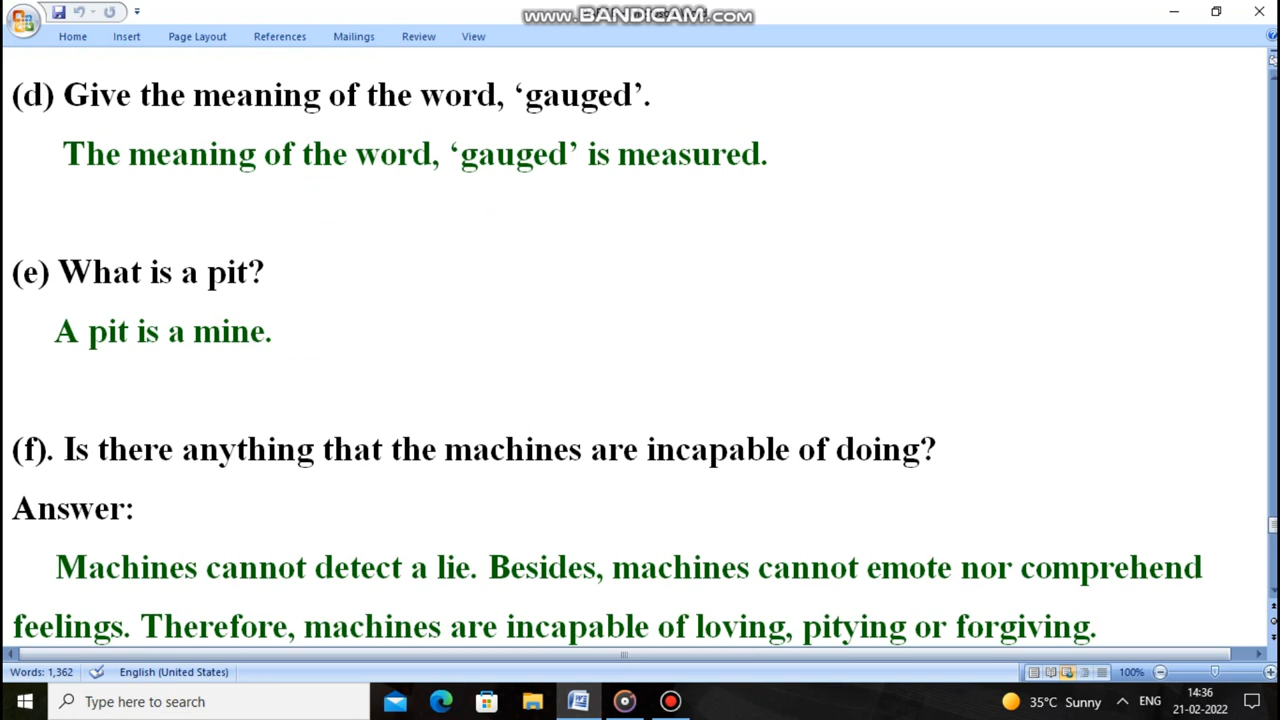 www.BANDICAM.com
Home Insert Page Layout References Mailings Review View
(d) Give the meaning of the word, ‘gauged’.
The meaning of the word, ‘gauged’ is measured.
(e) What is a pit?
A pit is a mine.
(f). Is there anything that the machines are incapable of doing?
Answer:
Machines cannot detect a lie. Besides, machines cannot emote nor comprehend
feelings. Therefore, machines are incapable of loving, pitying or forgiving.
Words: 1,362 English (United States) 100%
Type here to search 35°C Sunny ENG 14:36
21-02-2022